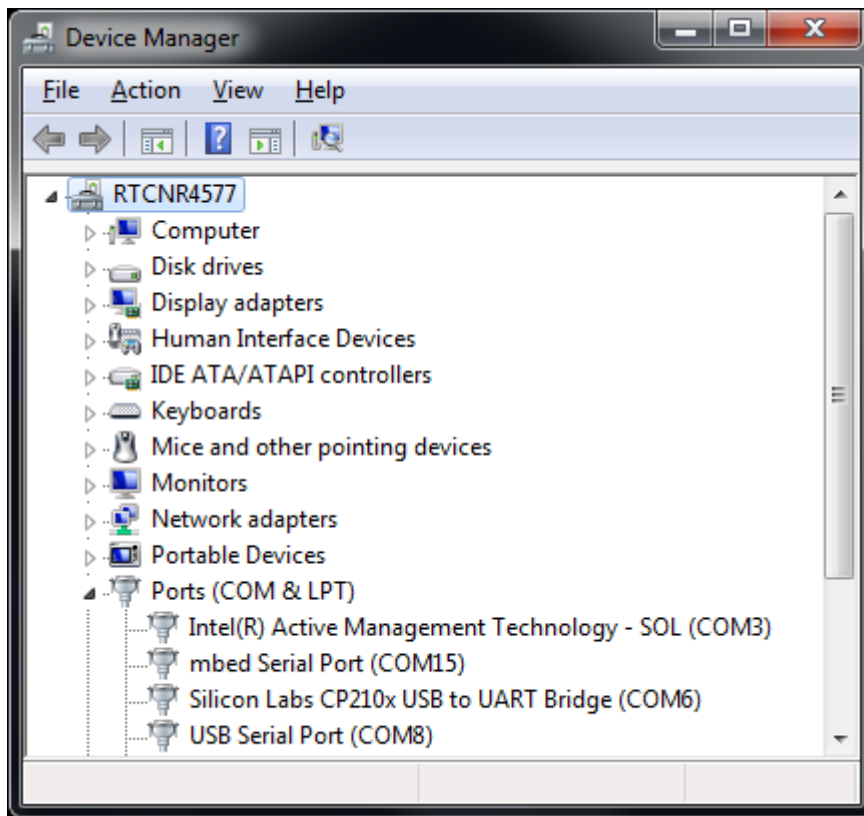 Device Manager
File Action View Help
RTCNR4577
Computer
Disk drives
Display adapters
Human Interface Devices
IDE ATA/ATAPI controllers
Keyboards
Mice and other pointing devices
Monitors
Network adapters
Portable Devices
Ports (COM & LPT)
Intel(R) Active Management Technology - SOL (COM3)
mbed Serial Port (COM15)
Silicon Labs CP210x USB to UART Bridge (COM6)
USB Serial Port (COM8)